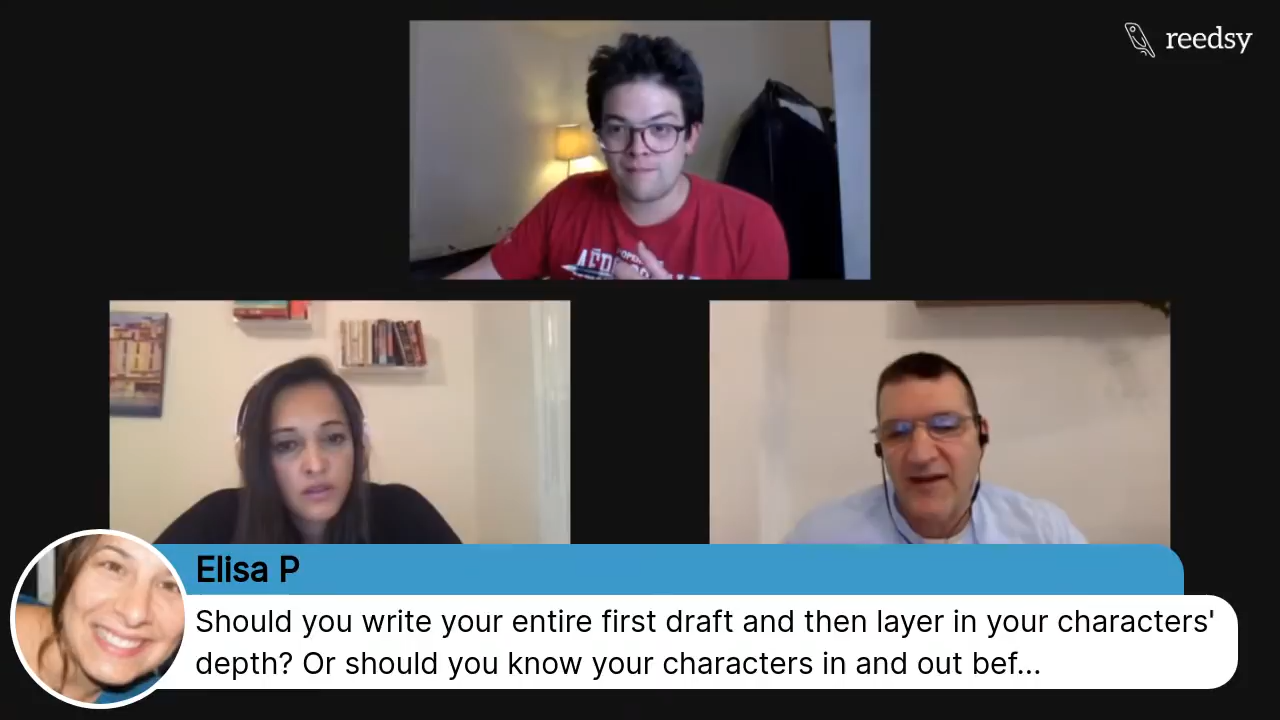 reedsy
Elisa P
Should you write your entire first draft and then layer in your characters'
depth? Or should you know your characters in and out bef...